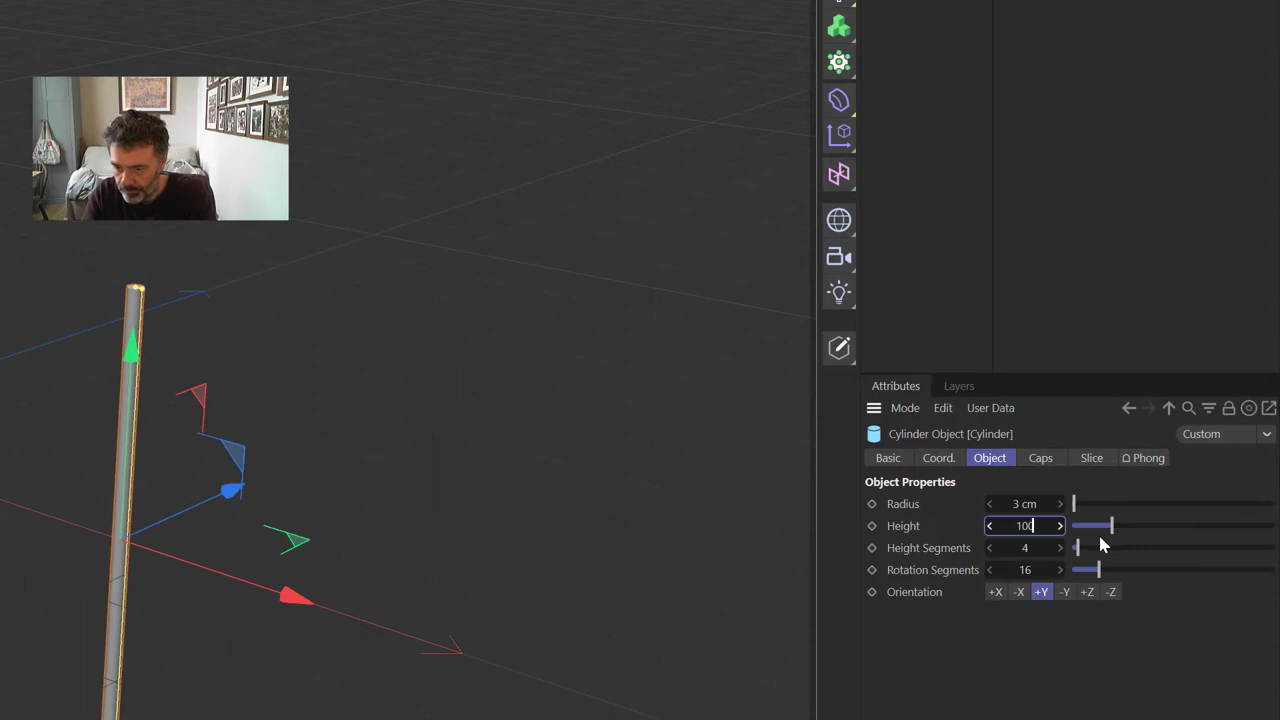 Attributes Layers
Mode Edit User Data
Cylinder Object [Cylinder] Custom
Basic Coord. Object Caps Slice Phong
Object Properties
Radius 3 cm
Height 100
Height Segments 4
Rotation Segments 16
Orientation +X -X +Y -Y +Z -Z